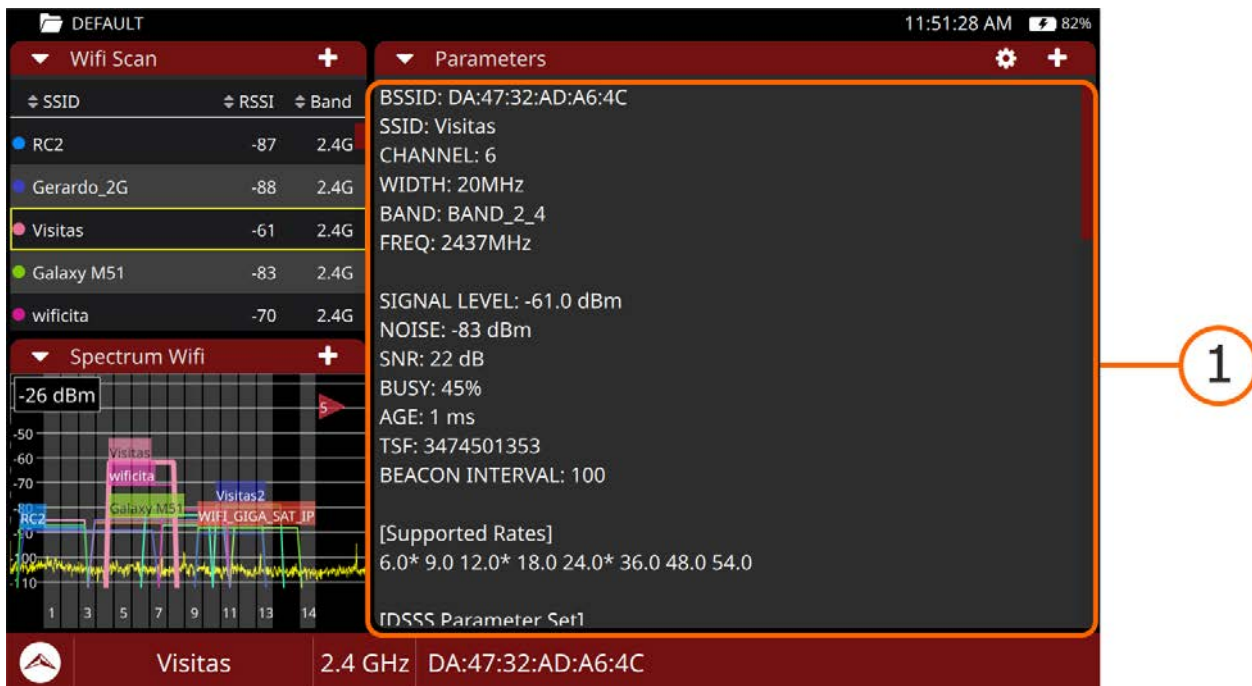 DEFAULT
11:51:28 AM 82%
Wifi Scan
SSID RSSI Band
RC2 -87 2.4G
Gerardo_2G -88 2.4G
Visitas -61 2.4G
Galaxy M51 -83 2.4G
wificita -70 2.4G
Spectrum Wifi
-26 dBm
5
-50
-60
-70
-80
-90
-100
Visitas
wificita
Galaxy M51
Visitas2
RC2
WIFI_GIGA_SAT_IP
1 3 5 7 9 11 13 14
Parameters
BSSID: DA:47:32:AD:A6:4C
SSID: Visitas
CHANNEL: 6
WIDTH: 20MHz
BAND: BAND_2_4
FREQ: 2437MHz
SIGNAL LEVEL: -61.0 dBm
NOISE: -83 dBm
SNR: 22 dB
BUSY: 45%
AGE: 1 ms
TSF: 3474501353
BEACON INTERVAL: 100
[Supported Rates]
6.0* 9.0 12.0* 18.0 24.0* 36.0 48.0 54.0
[DSSS Parameter Set]
1
Visitas 2.4 GHz DA:47:32:AD:A6:4C